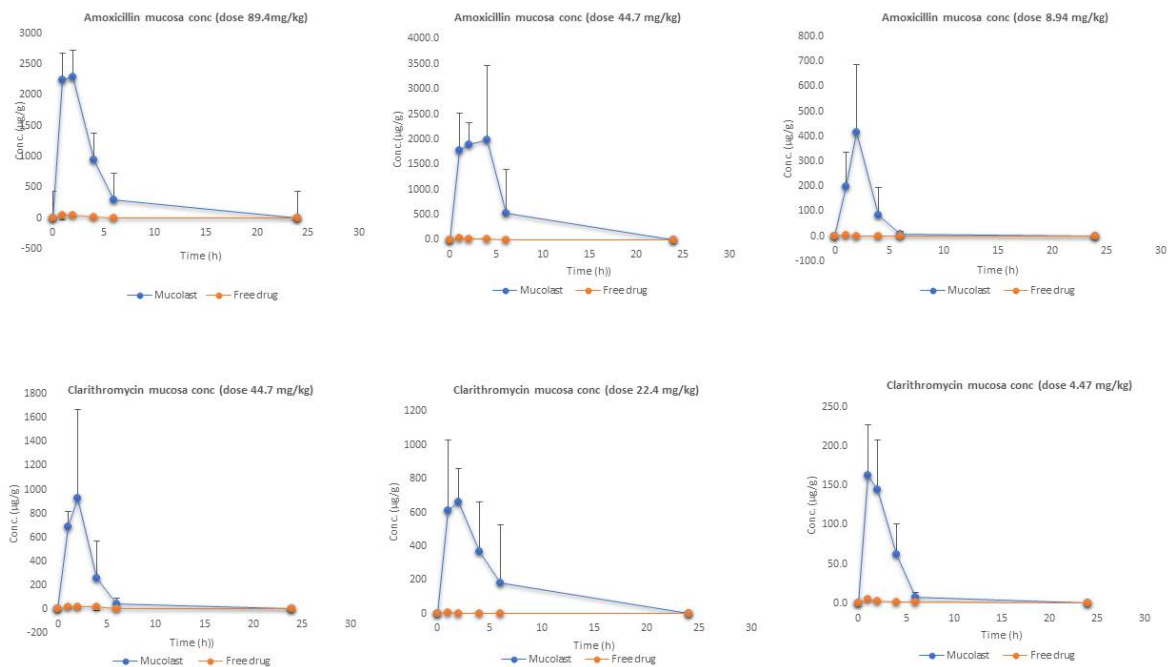 Amoxicillin mucosa conc (dose 89.4mg/kg)
3000
2500
2000
1500
1000
500
0
-500
Conc. (µg/g)
0 5 10 15 20 25 30
Time (h)
Mucolast Free drug
Amoxicillin mucosa conc (dose 44.7 mg/kg)
4000.0
3500.0
3000.0
2500.0
2000.0
1500.0
1000.0
500.0
0.0
Conc.(µg/g)
0 5 10 15 20 25 30
Time (h))
Mucolast Free drug
Amoxicillin mucosa conc (dose 8.94 mg/kg)
800.0
700.0
600.0
500.0
400.0
300.0
200.0
100.0
0.0
-100.0
Conc.(µg/g)
0 5 10 15 20 25 30
Time (h)
Mucolast Free drug
Clarithromycin mucosa conc (dose 44.7 mg/kg)
1800
1600
1400
1200
1000
800
600
400
200
0
-200
Conc. (µg/g)
0 5 10 15 20 25 30
Time (h))
Mucolast Free drug
Clarithromycin mucosa conc (dose 22.4 mg/kg)
1200
1000
800
600
400
200
0
Conc. (µg/g)
0 5 10 15 20 25 30
Time (h)
Mucolast Free drug
Clarithromycin mucosa conc (dose 4.47 mg/kg)
250.0
200.0
150.0
100.0
50.0
0.0
Conc. (µg/g)
0 5 10 15 20 25 30
Time (h)
Mucolast Free drug